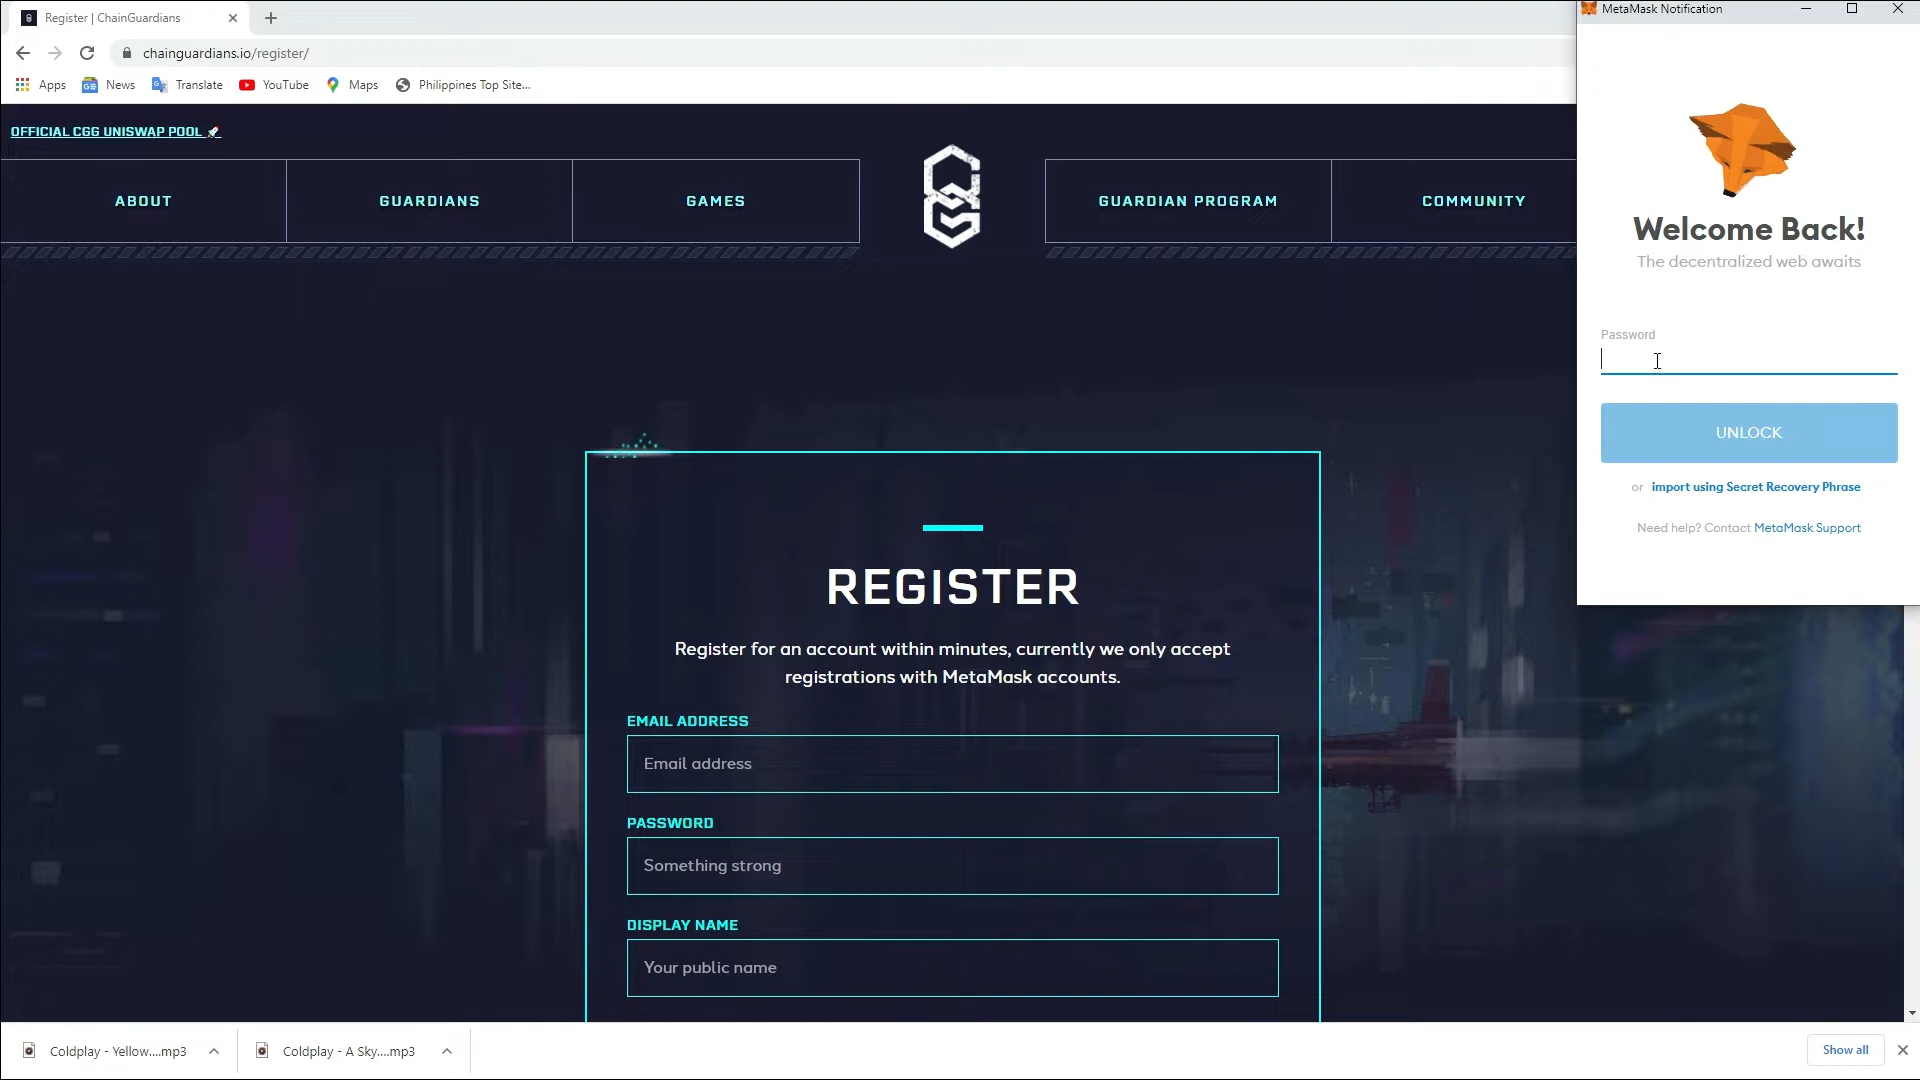 Register | ChainGuardians
chainguardians.io/register/
Apps
News
Translate
YouTube
Maps
Philippines Top Site...
MetaMask Notification
OFFICIAL CGG UNISWAP POOL 🚀
ABOUT
GUARDIANS
GAMES
GUARDIAN PROGRAM
COMMUNITY
Welcome Back!
The decentralized web awaits
Password
UNLOCK
or import using Secret Recovery Phrase
Need help? Contact MetaMask Support
REGISTER
Register for an account within minutes, currently we only accept
registrations with MetaMask accounts.
EMAIL ADDRESS
Email address
PASSWORD
Something strong
DISPLAY NAME
Your public name
Coldplay - Yellow....mp3
Coldplay - A Sky....mp3
Show all